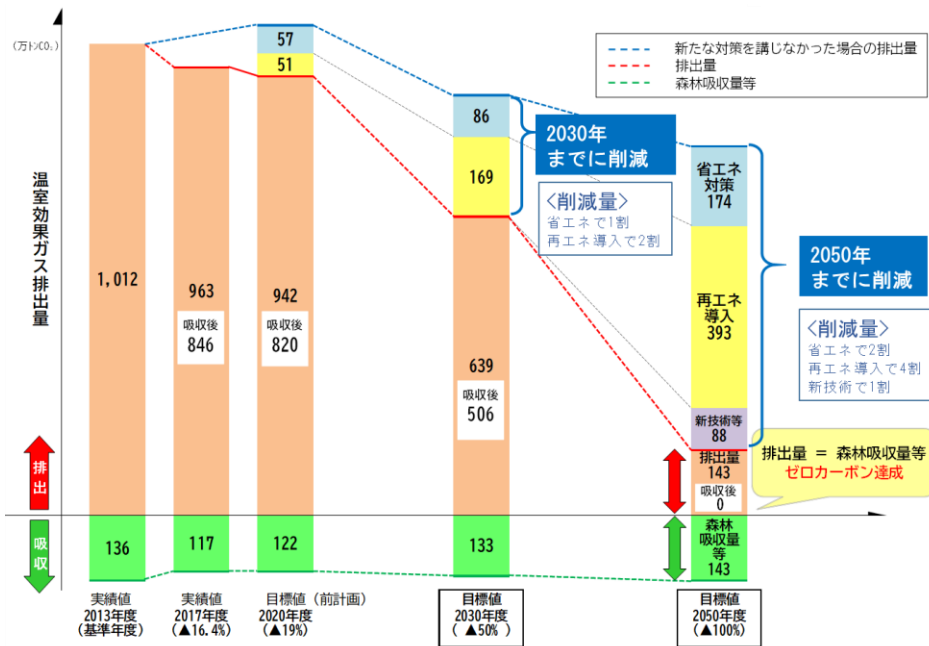 (万トンCO₂)
温室効果ガス排出量
排出
吸収
新たな対策を講じなかった場合の排出量
排出量
森林吸収量等
1,012
136
実績値
2013年度
(基準年度)
963
吸収後
846
117
実績値
2017年度
(▲16.4%)
57
51
942
吸収後
820
122
目標値(前計画)
2020年度
(▲19%)
86
169
639
吸収後
506
133
目標値
2030年度
( ▲50% )
2030年
までに削減
<削減量>
省エネで1割
再エネ導入で2割
省エネ
対策
174
再エネ
導入
393
新技術等
88
排出量
143
吸収後
0
森林
吸収量
等
143
目標値
2050年度
(▲100%)
2050年
までに削減
<削減量>
省エネで2割
再エネ導入で4割
新技術で1割
排出量 = 森林吸収量等
ゼロカーボン達成